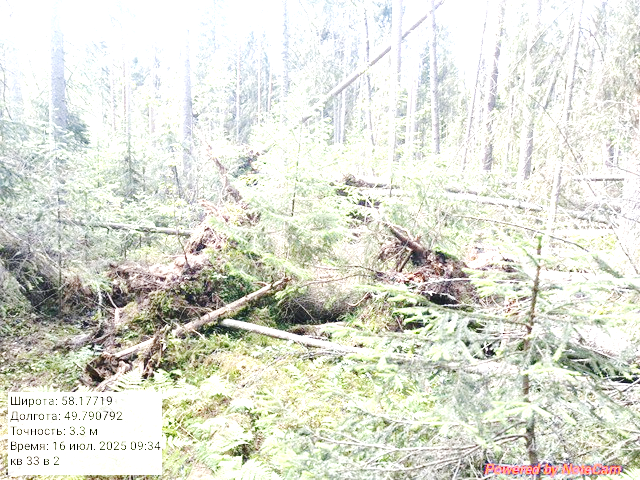 Широта: 58.17719
Долгота: 49.790792
Точность: 3.3 м
Время: 16 июл. 2025 09:34
кв 33 в 2
Powered by NoteCam